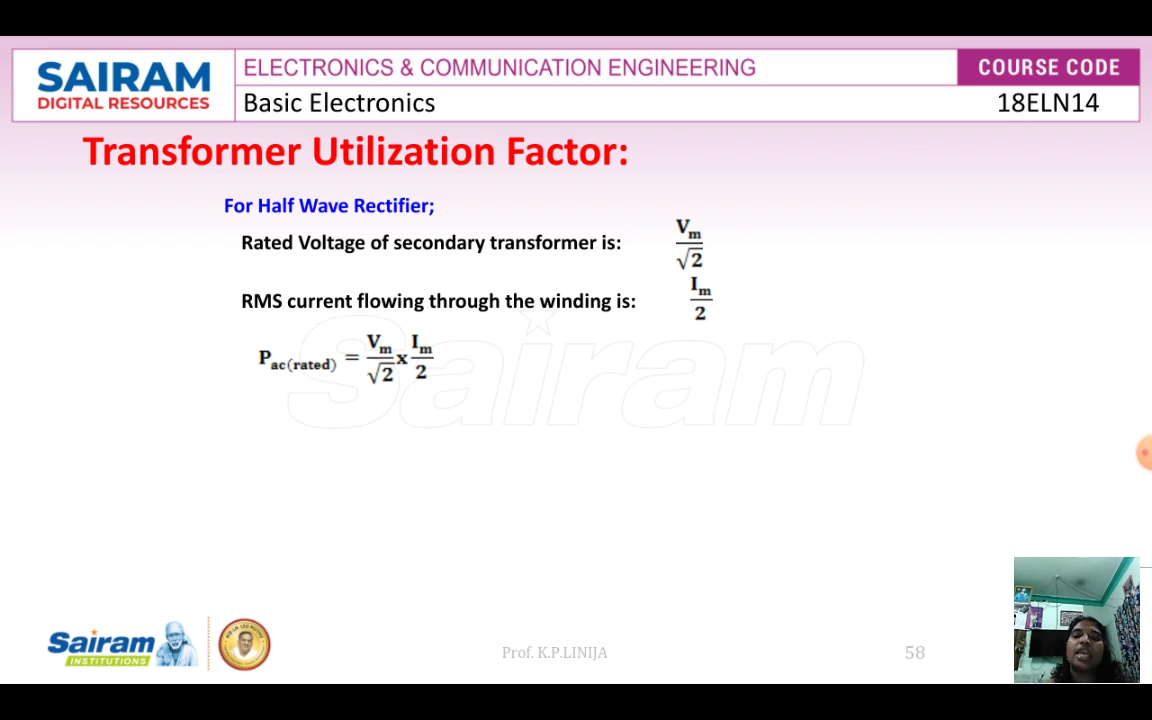 SAIRAM
DIGITAL RESOURCES
ELECTRONICS & COMMUNICATION ENGINEERING
COURSE CODE
Basic Electronics
18ELN14
Transformer Utilization Factor:
For Half Wave Rectifier;
Rated Voltage of secondary transformer is: Vm/√2
RMS current flowing through the winding is: Im/2
Pac(rated) = Vm/√2 x Im/2
Sairam
Sairam
INSTITUTIONS
Prof. K.P.LINIJA
58